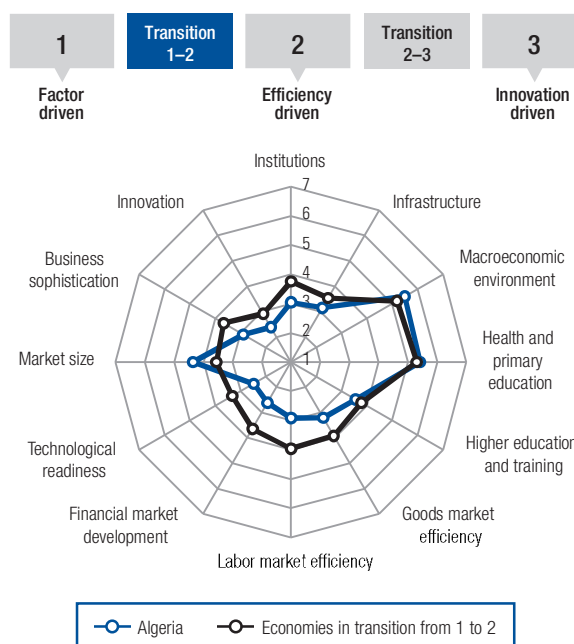 1
Transition
1–2
2
Transition
2–3
3
Factor
driven
Efficiency
driven
Innovation
driven
Institutions
Infrastructure
Macroeconomic
environment
Health and
primary
education
Higher education
and training
Goods market
efficiency
Labor market efficiency
Financial market
development
Technological
readiness
Market size
Business
sophistication
Innovation
7
6
5
4
3
2
1
Algeria
Economies in transition from 1 to 2